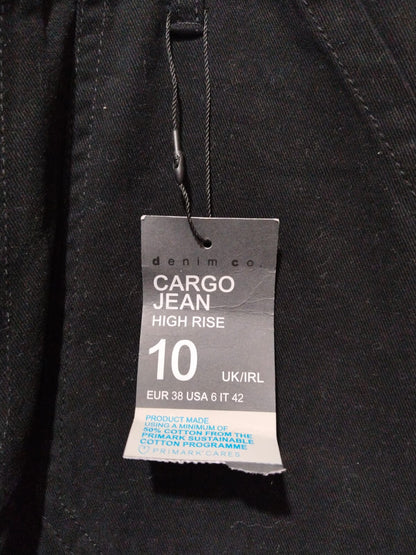 denim co.
CARGO
JEAN
HIGH RISE
10 UK/IRL
EUR 38 USA 6 IT 42
PRODUCT MADE
USING A MINIMUM OF
50% COTTON FROM THE
PRIMARK SUSTAINABLE
COTTON PROGRAMME
PRIMARK CARES